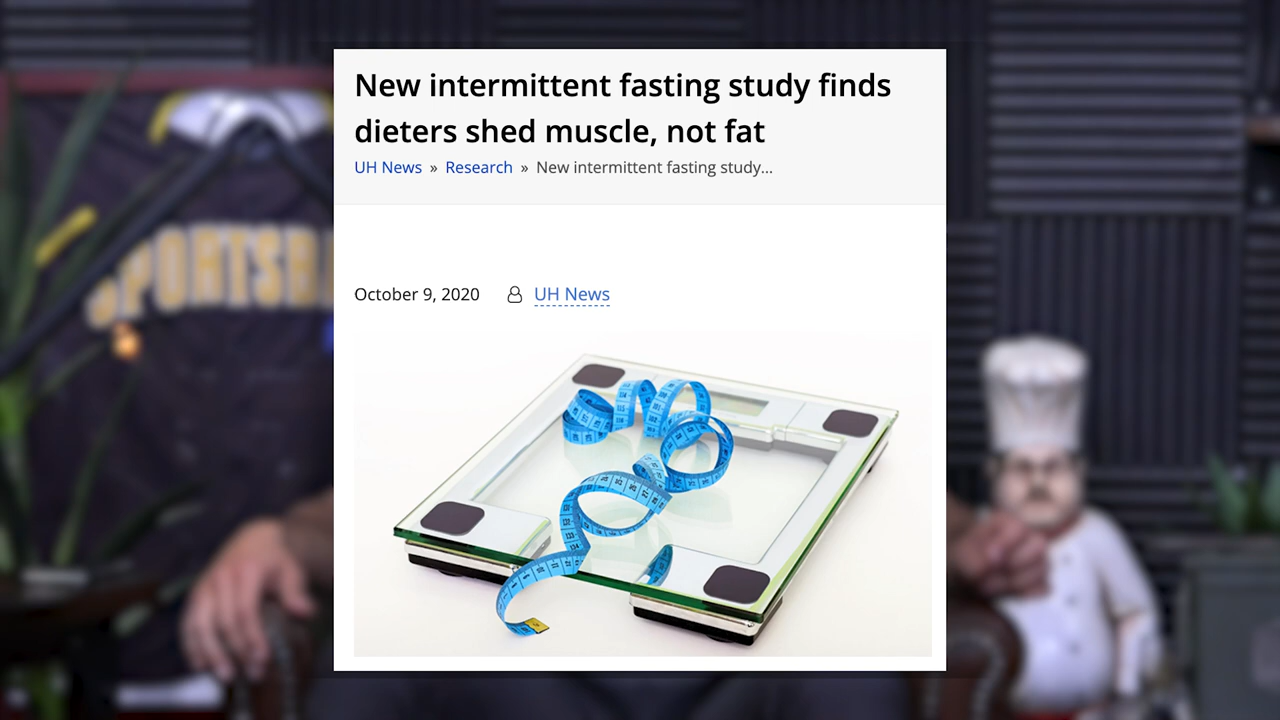 New intermittent fasting study finds
dieters shed muscle, not fat
UH News » Research » New intermittent fasting study...
October 9, 2020 UH News